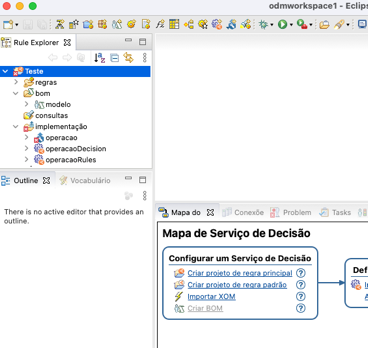 odmworkspace1 - Eclips
Rule Explorer
Teste
regras
bom
modelo
consultas
implementação
operacao
operacaoDecision
operacaoRules
Outline
Vocabulário
There is no active editor that provides an
outline.
Mapa do
Conexõe
Problem
Tasks
Mapa de Serviço de Decisão
Configurar um Serviço de Decisão
Criar projeto de regra principal
Criar projeto de regra padrão
Importar XOM
Criar BOM
Def